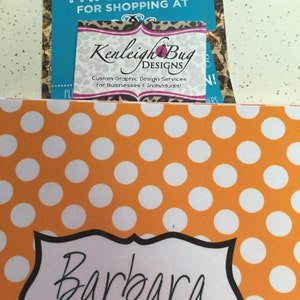 FOR SHOPPING AT
Kenleigh Bug
DESIGNS
Custom Graphic Design Services
for Businesses & Individuals!
Barbara